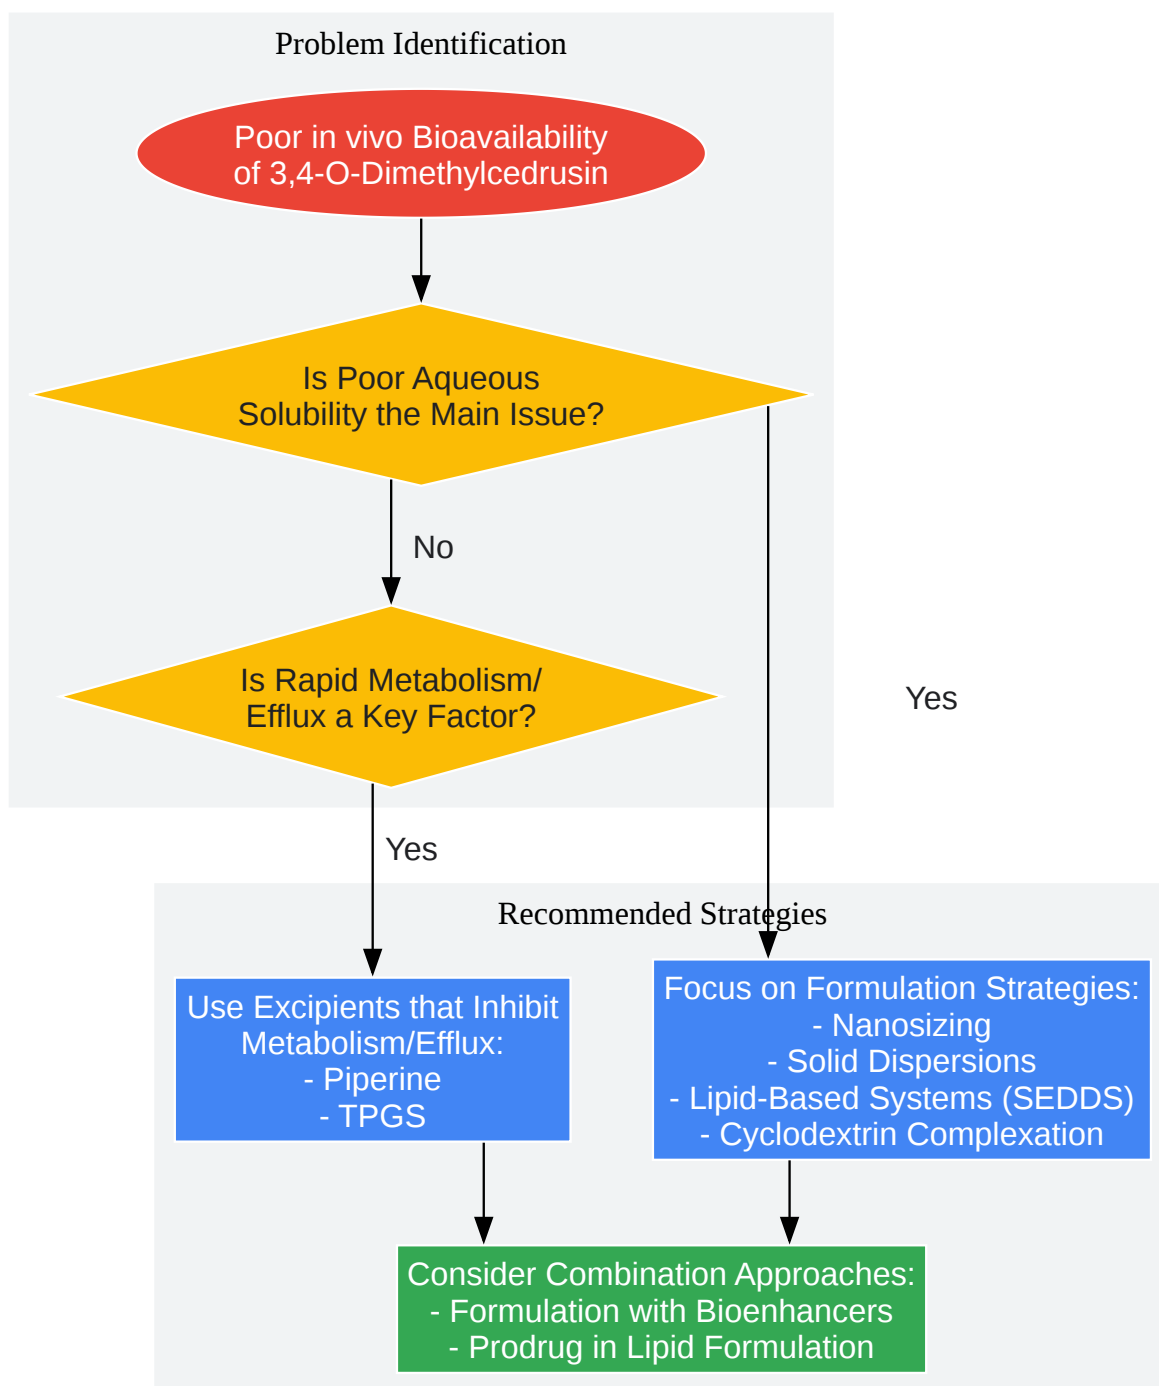 Problem Identification
Poor in vivo Bioavailability
of 3,4-O-Dimethylcedrusin
Is Poor Aqueous
Solubility the Main Issue?
No
Is Rapid Metabolism/
Efflux a Key Factor?
Yes
Yes
Recommended Strategies
Use Excipients that Inhibit
Metabolism/Efflux:
- Piperine
- TPGS
Focus on Formulation Strategies:
- Nanosizing
- Solid Dispersions
- Lipid-Based Systems (SEDDS)
- Cyclodextrin Complexation
Consider Combination Approaches:
- Formulation with Bioenhancers
- Prodrug in Lipid Formulation